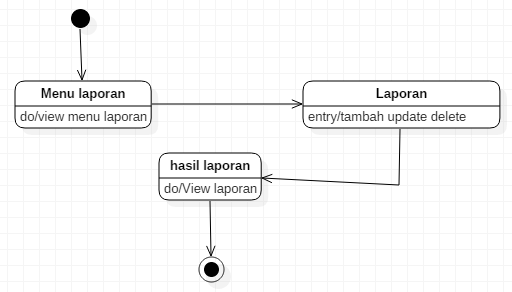 Menu laporan
do/view menu laporan
Laporan
entry/tambah update delete
hasil laporan
do/View laporan